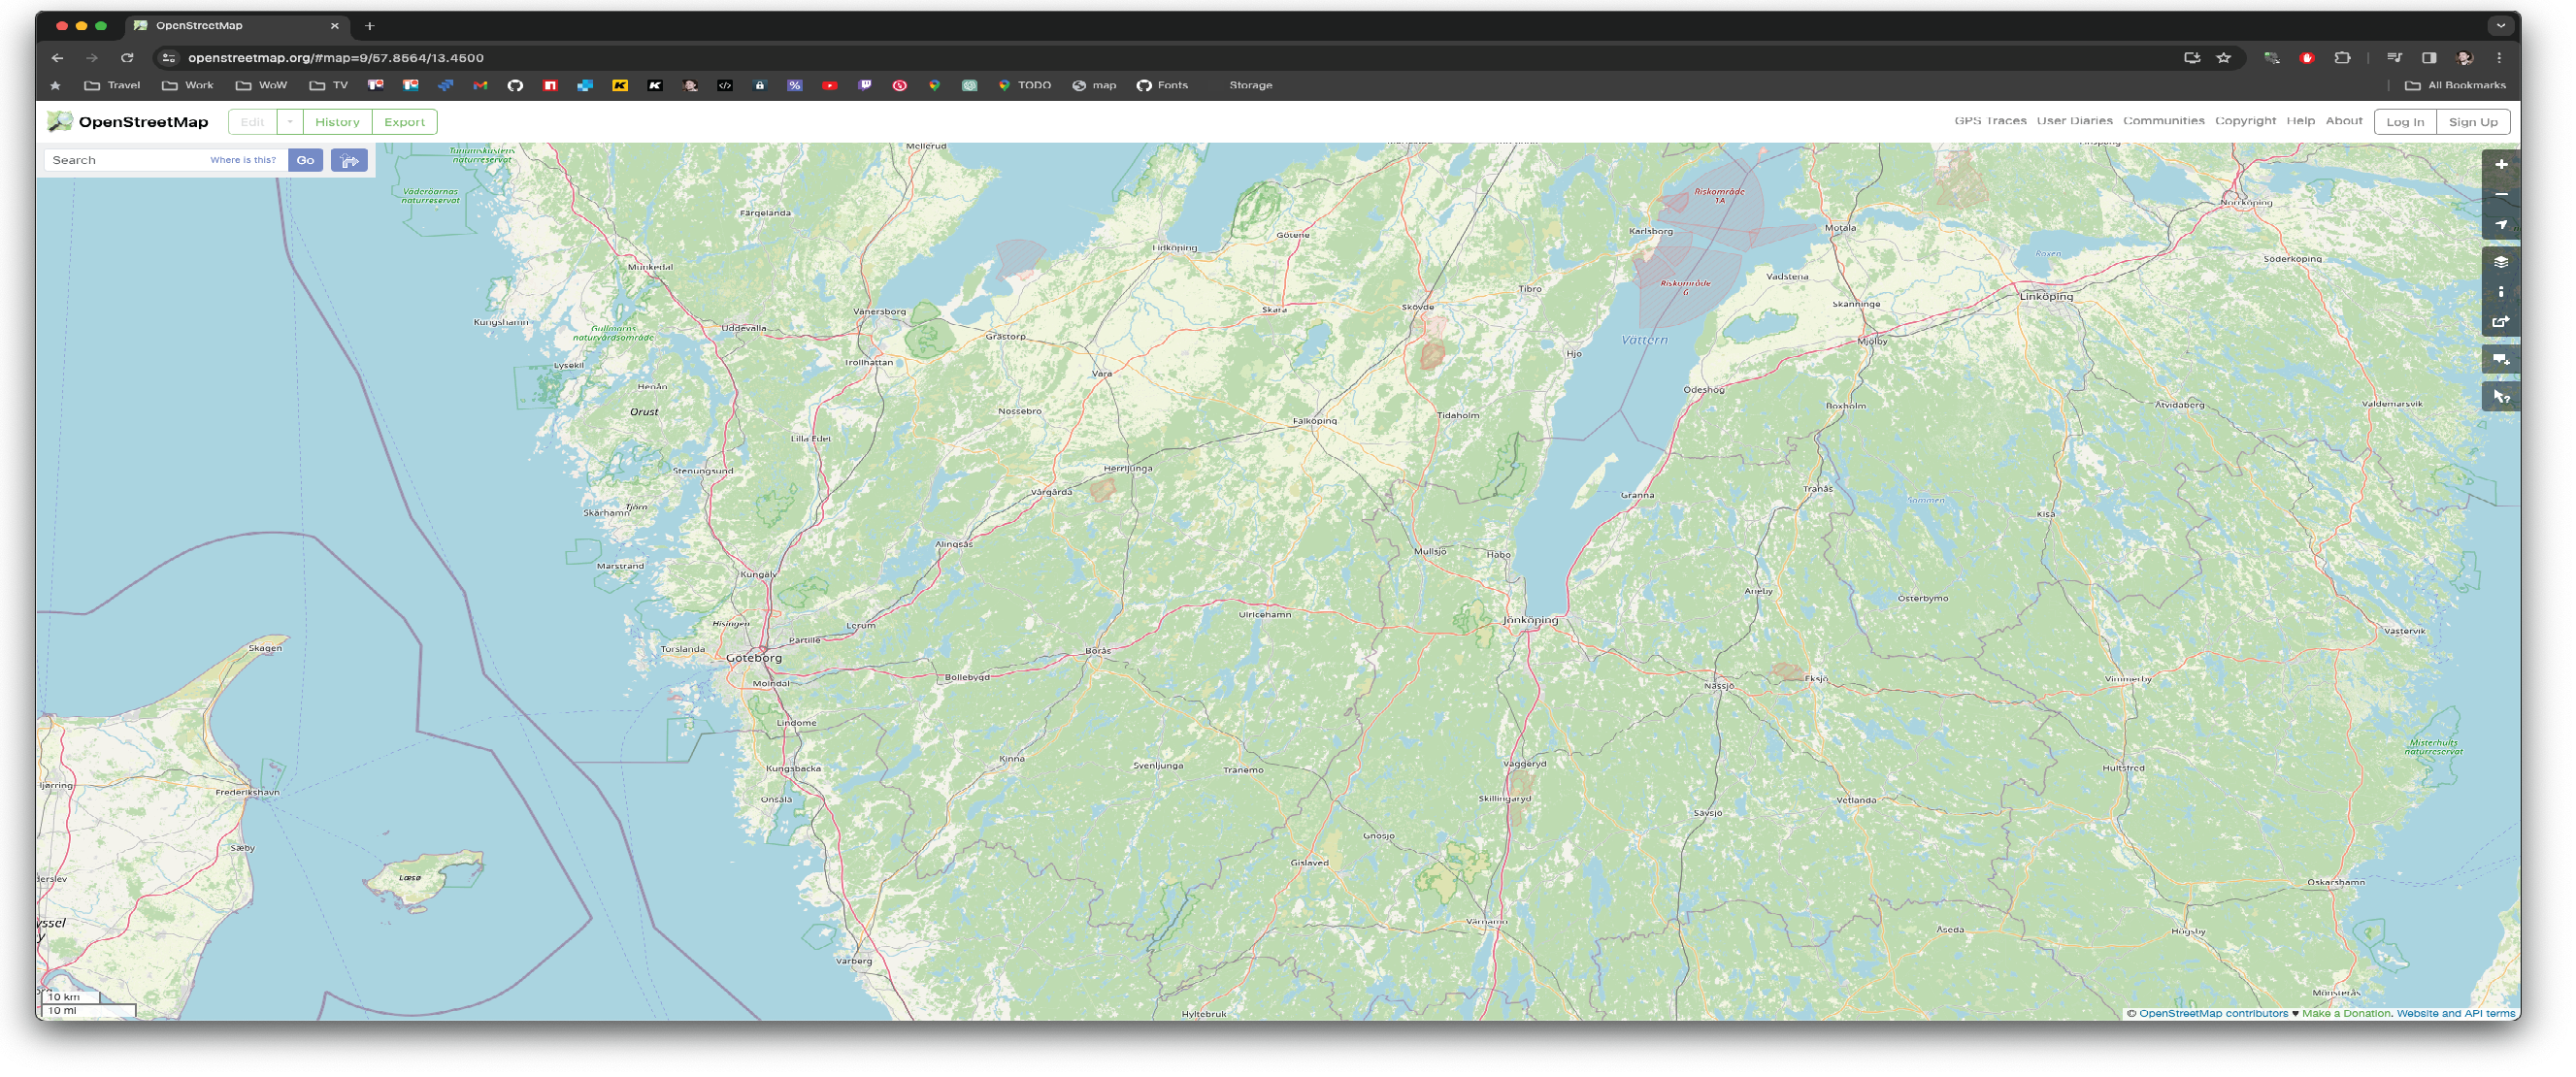 OpenStreetMap
openstreetmap.org/#map=9/57.8564/13.4500
Travel Work WoW TV TODO map Fonts Storage All Bookmarks
OpenStreetMap Edit History Export GPS Traces User Diaries Communities Copyright Help About Log In Sign Up
Search Where is this? Go
naturreservat
Väderöarnas
naturreservat
Mellerud
Färgelanda
Munkedal
Kungshamn
Gullmarns
naturvårdsområde
Uddevalla
Vänersborg
Trollhättan
Lysekil
Henån
Orust
Lilla Edet
Stenungsund
Tjörn
Skärhamn
Marstrand
Kungälv
Hisingen
Torslanda
Göteborg
Partille
Lerum
Mölndal
Lindome
Kungsbacka
Onsala
Varberg
Lidköping
Götene
Grästorp
Skara
Skövde
Tibro
Vara
Nossebro
Falköping
Tidaholm
Herrljunga
Vårgårda
Alingsås
Mullsjö
Habo
Ulricehamn
Jönköping
Borås
Bollebygd
Kinna
Svenljunga
Tranemo
Vaggeryd
Skillingaryd
Gnosjö
Gislaved
Värnamo
Hyltebruk
Karlsborg
Riskområde
1A
Riskområde
6
Vättern
Hjo
Motala
Vadstena
Skänninge
Mjölby
Ödeshög
Boxholm
Roxen
Linköping
Norrköping
Söderköping
Åtvidaberg
Valdemarsvik
Gränna
Tranås
Sommen
Kisa
Aneby
Österbymo
Västervik
Nässjö
Eksjö
Vimmerby
Misterhults
naturreservat
Hultsfred
Vetlanda
Sävsjö
Oskarshamn
Åseda
Högsby
Mönsterås
Skagen
Hjørring
Frederikshavn
Sæby
Læsø
derslev
yssel
y
10 km
10 mi
© OpenStreetMap contributors ♥ Make a Donation. Website and API terms